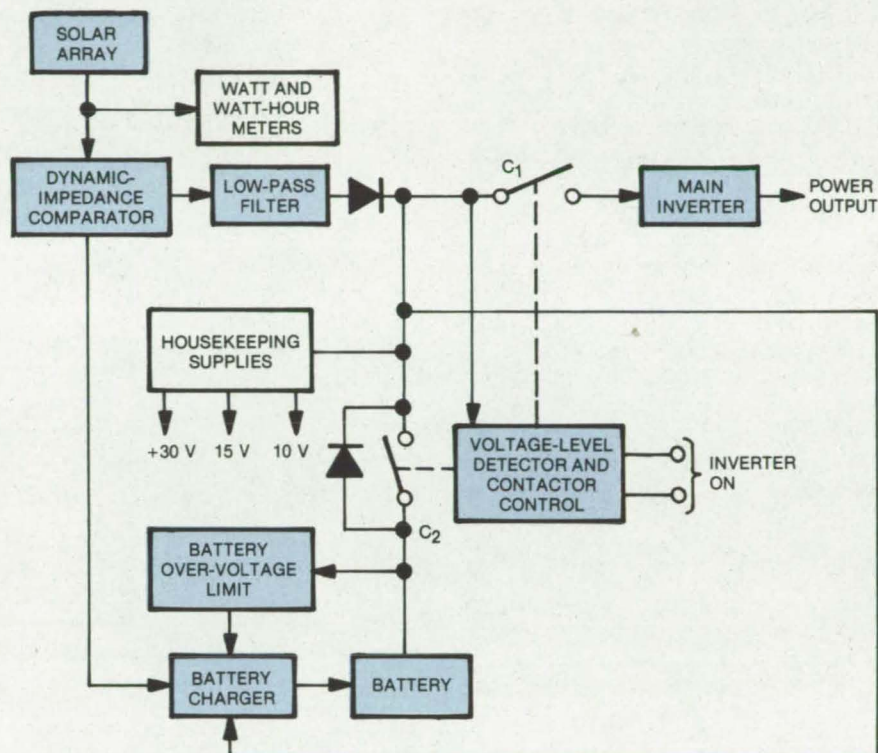 SOLAR
ARRAY
WATT AND
WATT-HOUR
METERS
DYNAMIC-
IMPEDANCE
COMPARATOR
LOW-PASS
FILTER
C1
MAIN
INVERTER
POWER
OUTPUT
HOUSEKEEPING
SUPPLIES
+30 V 15 V 10 V
VOLTAGE-LEVEL
DETECTOR AND
CONTACTOR
CONTROL
INVERTER
ON
C2
BATTERY
OVER-VOLTAGE
LIMIT
BATTERY
CHARGER
BATTERY